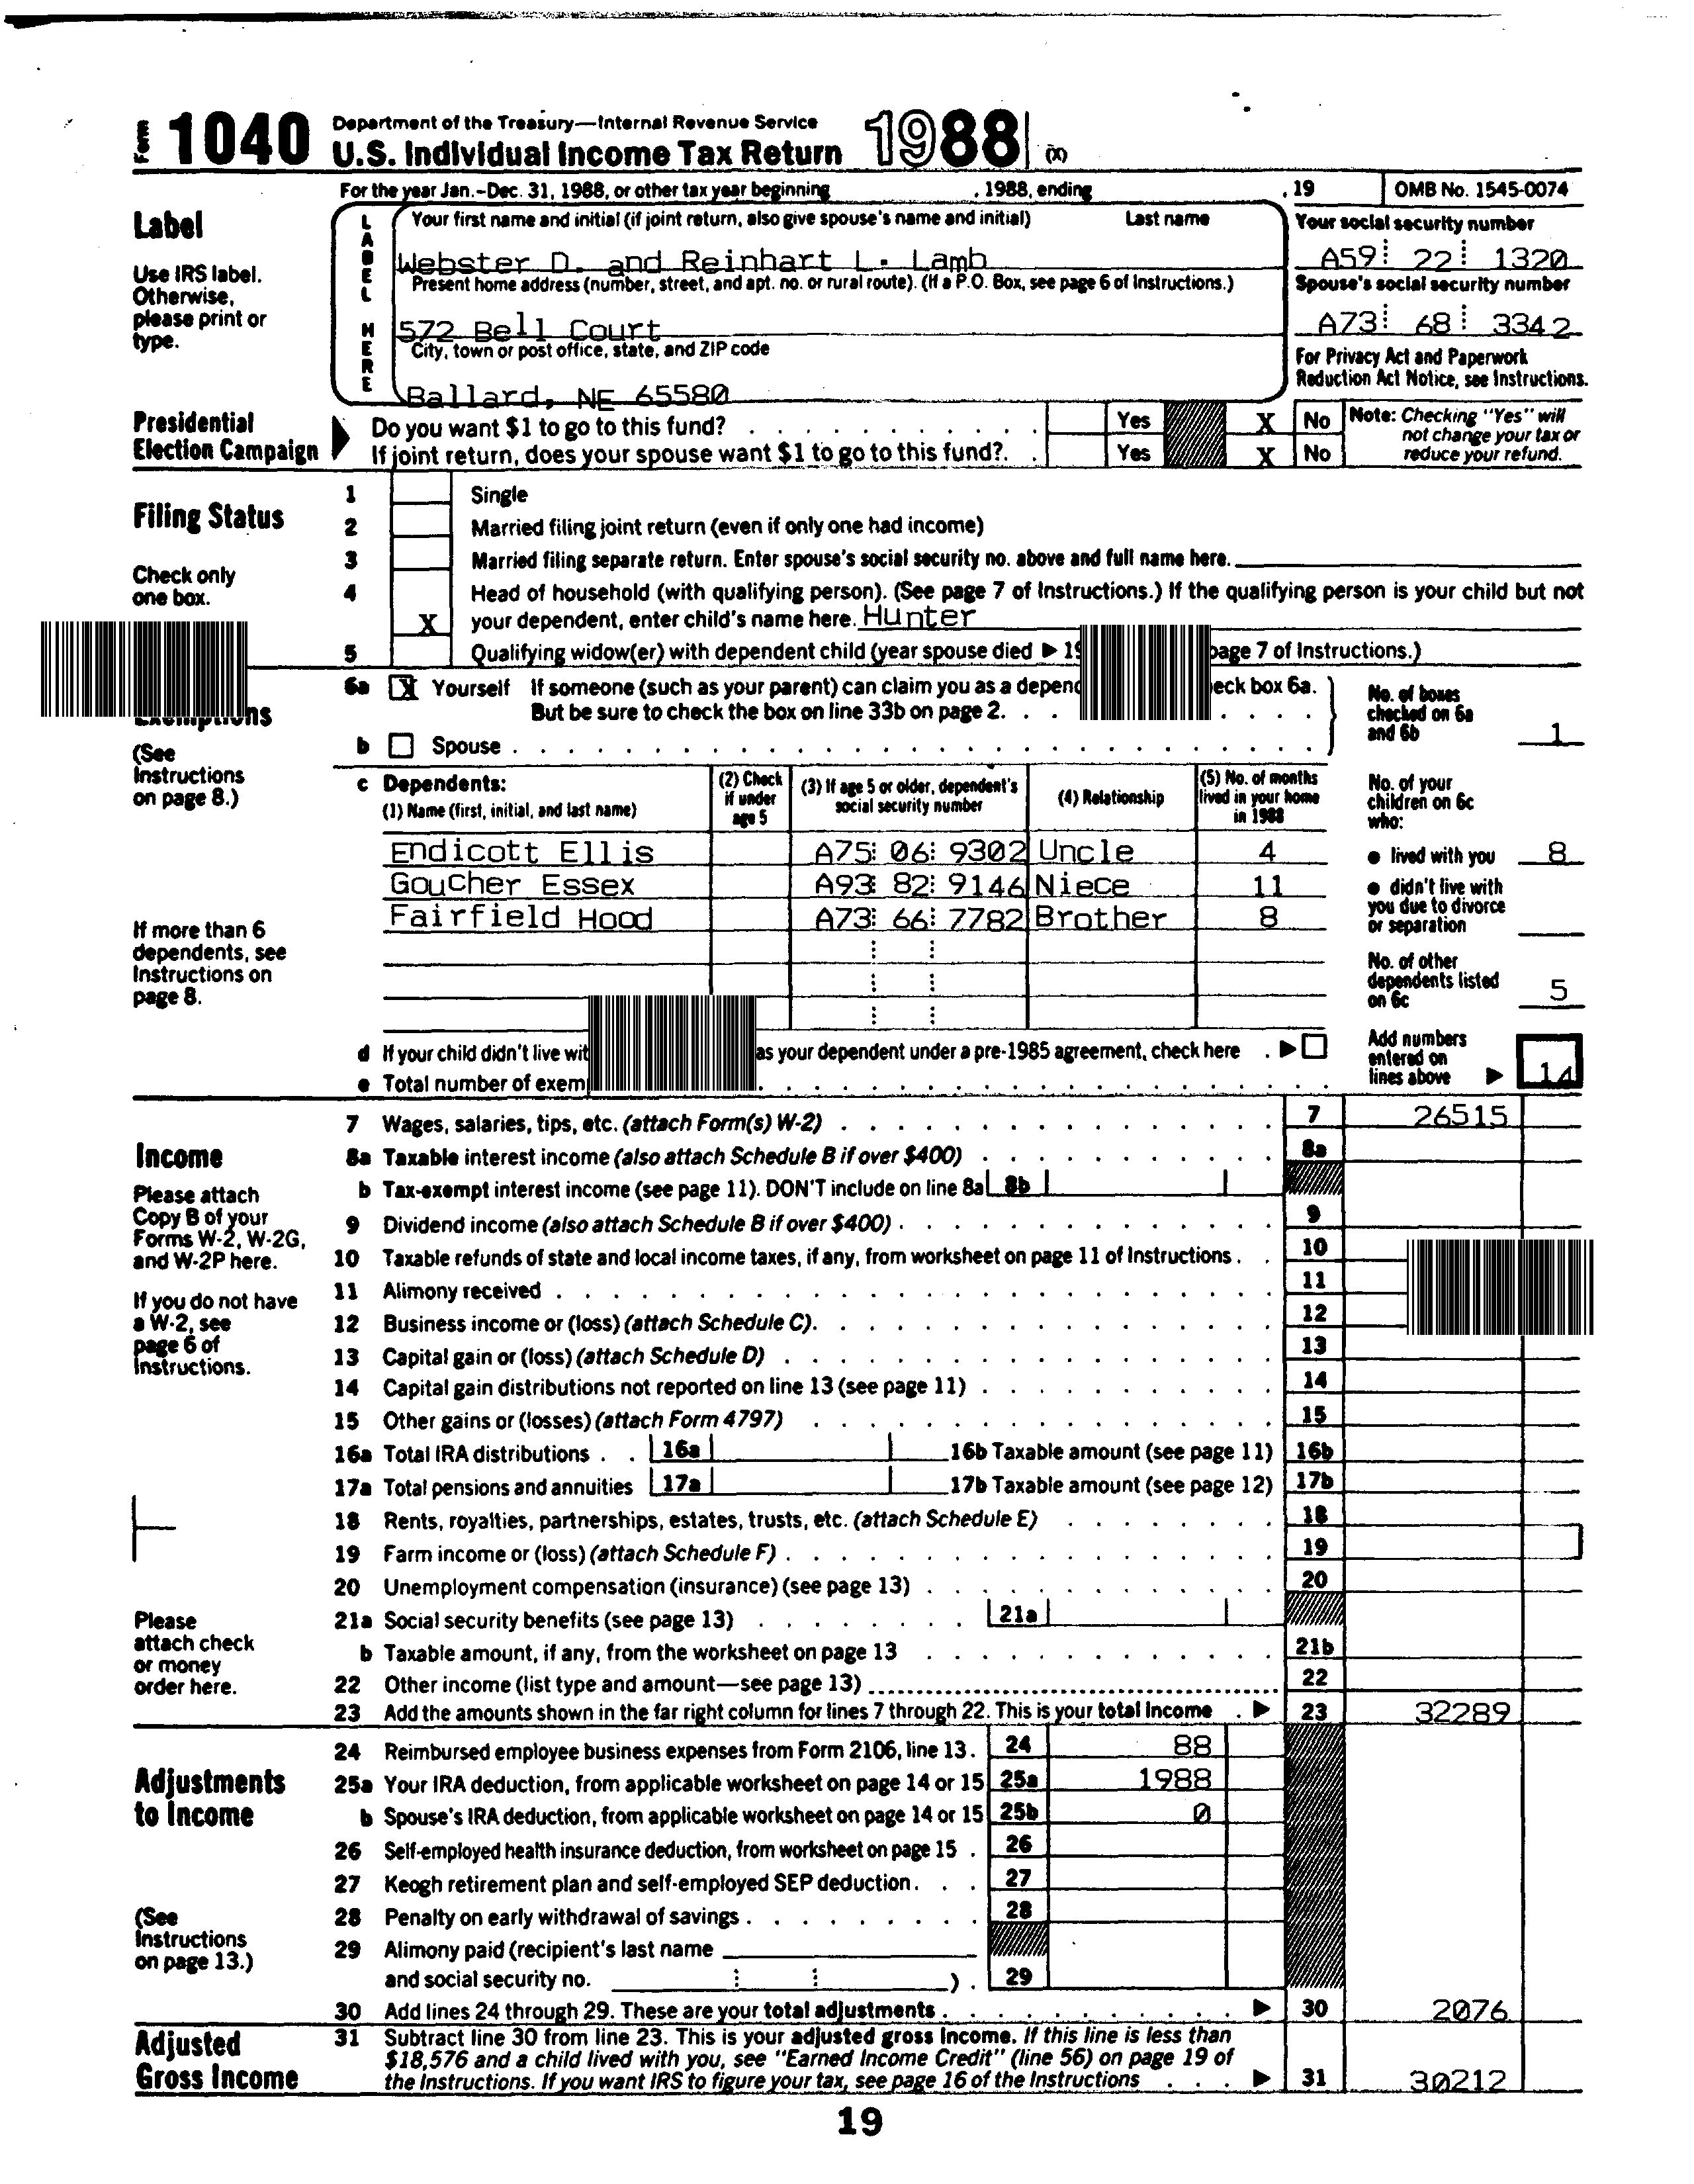 Form 1040 Department of the Treasury—Internal Revenue Service
U.S. Individual Income Tax Return 1988 (X)
For the year Jan.-Dec. 31, 1988, or other tax year beginning , 1988, ending , 19 OMB No. 1545-0074
Label
Use IRS label.
Otherwise,
please print or
type.
LABEL HERE
Your first name and initial (if joint return, also give spouse's name and initial) Last name
Webster D. and Reinhart L. Lamb
Present home address (number, street, and apt. no. or rural route). (If a P.O. Box, see page 6 of Instructions.)
572 Bell Court
City, town or post office, state, and ZIP code
Ballard, NE 65580
Your social security number
A59 22 1320
Spouse's social security number
A73 68 3342
For Privacy Act and Paperwork
Reduction Act Notice, see Instructions.
Presidential
Election Campaign
Do you want $1 to go to this fund? Yes X No
If joint return, does your spouse want $1 to go to this fund?. Yes X No
Note: Checking "Yes" will
not change your tax or
reduce your refund.
Filing Status
Check only
one box.
1 Single
2 Married filing joint return (even if only one had income)
3 Married filing separate return. Enter spouse's social security no. above and full name here.
4 Head of household (with qualifying person). (See page 7 of Instructions.) If the qualifying person is your child but not
X your dependent, enter child's name here. Hunter
5 Qualifying widow(er) with dependent child (year spouse died ▶ 19 page 7 of Instructions.)
Exemptions
(See
Instructions
on page 8.)
If more than 6
dependents, see
Instructions on
page 8.
6a X Yourself If someone (such as your parent) can claim you as a depend eck box 6a.
But be sure to check the box on line 33b on page 2.
b Spouse
No. of boxes
checked on 6a
and 6b 1
c Dependents:
(1) Name (first, initial, and last name)
(2) Check
if under
age 5
(3) If age 5 or older, dependent's
social security number
(4) Relationship
(5) No. of months
lived in your home
in 1988
Endicott Ellis A75 06 9302 Uncle 4
Goucher Essex A93 82 9146 Niece 11
Fairfield Hood A73 66 7782 Brother 8
No. of your
children on 6c
who:
● lived with you 8
● didn't live with
you due to divorce
or separation
No. of other
dependents listed
on 6c 5
d If your child didn't live wit as your dependent under a pre-1985 agreement, check here . ▶
e Total number of exem
Add numbers
entered on
lines above ▶ 14
Income
Please attach
Copy B of your
Forms W-2, W-2G,
and W-2P here.
If you do not have
a W-2, see
page 6 of
Instructions.
Please
attach check
or money
order here.
7 Wages, salaries, tips, etc. (attach Form(s) W-2) 7 26515
8a Taxable interest income (also attach Schedule B if over $400) 8a
b Tax-exempt interest income (see page 11). DON'T include on line 8a 8b
9 Dividend income (also attach Schedule B if over $400) 9
10 Taxable refunds of state and local income taxes, if any, from worksheet on page 11 of Instructions 10
11 Alimony received 11
12 Business income or (loss) (attach Schedule C). 12
13 Capital gain or (loss) (attach Schedule D) 13
14 Capital gain distributions not reported on line 13 (see page 11) 14
15 Other gains or (losses) (attach Form 4797) 15
16a Total IRA distributions 16a 16b Taxable amount (see page 11) 16b
17a Total pensions and annuities 17a 17b Taxable amount (see page 12) 17b
18 Rents, royalties, partnerships, estates, trusts, etc. (attach Schedule E) 18
19 Farm income or (loss) (attach Schedule F) 19
20 Unemployment compensation (insurance) (see page 13) 20
21a Social security benefits (see page 13) 21a
b Taxable amount, if any, from the worksheet on page 13 21b
22 Other income (list type and amount—see page 13) 22
23 Add the amounts shown in the far right column for lines 7 through 22. This is your total income ▶ 23 32289
Adjustments
to Income
(See
Instructions
on page 13.)
24 Reimbursed employee business expenses from Form 2106, line 13. 24 88
25a Your IRA deduction, from applicable worksheet on page 14 or 15 25a 1988
b Spouse's IRA deduction, from applicable worksheet on page 14 or 15 25b 0
26 Self-employed health insurance deduction, from worksheet on page 15 26
27 Keogh retirement plan and self-employed SEP deduction 27
28 Penalty on early withdrawal of savings 28
29 Alimony paid (recipient's last name
and social security no. ) . 29
30 Add lines 24 through 29. These are your total adjustments ▶ 30 2076
Adjusted
Gross Income
31 Subtract line 30 from line 23. This is your adjusted gross income. If this line is less than
$18,576 and a child lived with you, see "Earned Income Credit" (line 56) on page 19 of
the Instructions. If you want IRS to figure your tax, see page 16 of the Instructions ▶ 31 30212
19